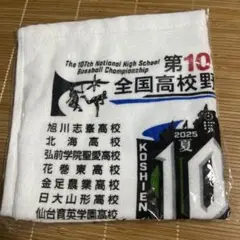 The 107th National High School
Baseball Championship
第10
全国高校野
旭川志峯高校
北海高校
弘前学院聖愛高校
花巻東高校
金足農業高校
日大山形高校
仙台育英学園高校
2025
夏
KOSHIEN
10